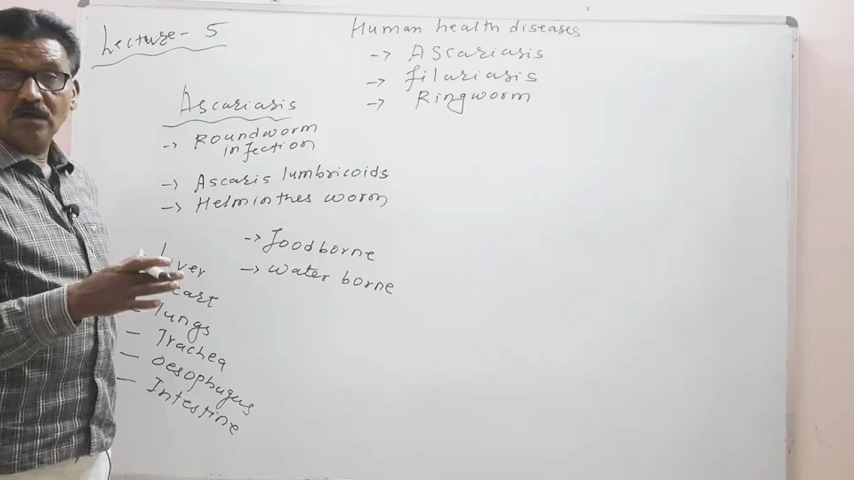 Lecture - 5
Human health diseases
-> Ascariasis
-> Filariasis
-> Ringworm
Ascariasis
-> Roundworm
infection
-> Ascaris lumbricoids
-> Helminthes worm
-> Foodborne
-> Water borne
Liver
lungs
- Trachea
- Oesophagus
- Intestine